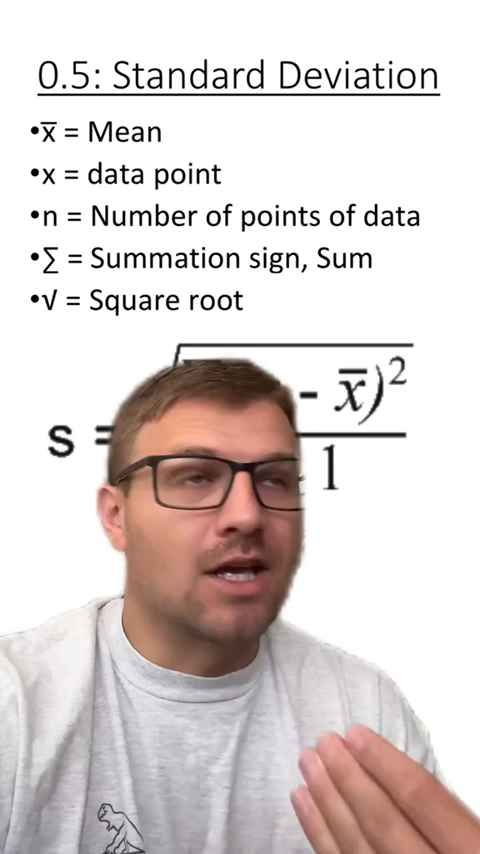 0.5: Standard Deviation
•x̅ = Mean
•x = data point
•n = Number of points of data
•∑ = Summation sign, Sum
•√ = Square root
- x̅)²
s =
1